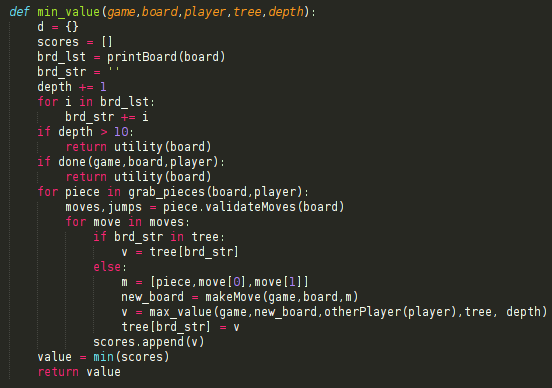 def min_value(game,board,player,tree,depth):
    d = {}
    scores = []
    brd_lst = printBoard(board)
    brd_str = ''
    depth += 1
    for i in brd_lst:
        brd_str += i
    if depth > 10:
        return utility(board)
    if done(game,board,player):
        return utility(board)
    for piece in grab_pieces(board,player):
        moves,jumps = piece.validateMoves(board)
        for move in moves:
            if brd_str in tree:
                v = tree[brd_str]
            else:
                m = [piece,move[0],move[1]]
                new_board = makeMove(game,board,m)
                v = max_value(game,new_board,otherPlayer(player),tree, depth)
                tree[brd_str] = v
            scores.append(v)
    value = min(scores)
    return value